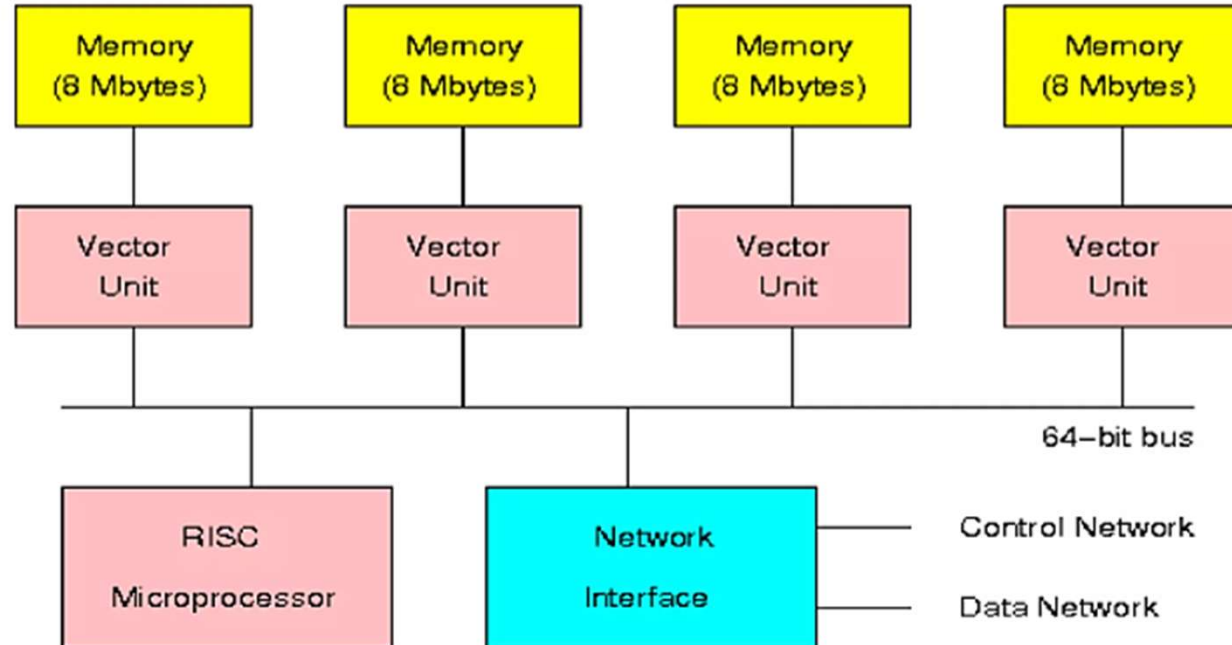 Memory
(8 Mbytes)
Memory
(8 Mbytes)
Memory
(8 Mbytes)
Memory
(8 Mbytes)
Vector
Unit
Vector
Unit
Vector
Unit
Vector
Unit
64-bit bus
RISC
Microprocessor
Network
Interface
Control Network
Data Network